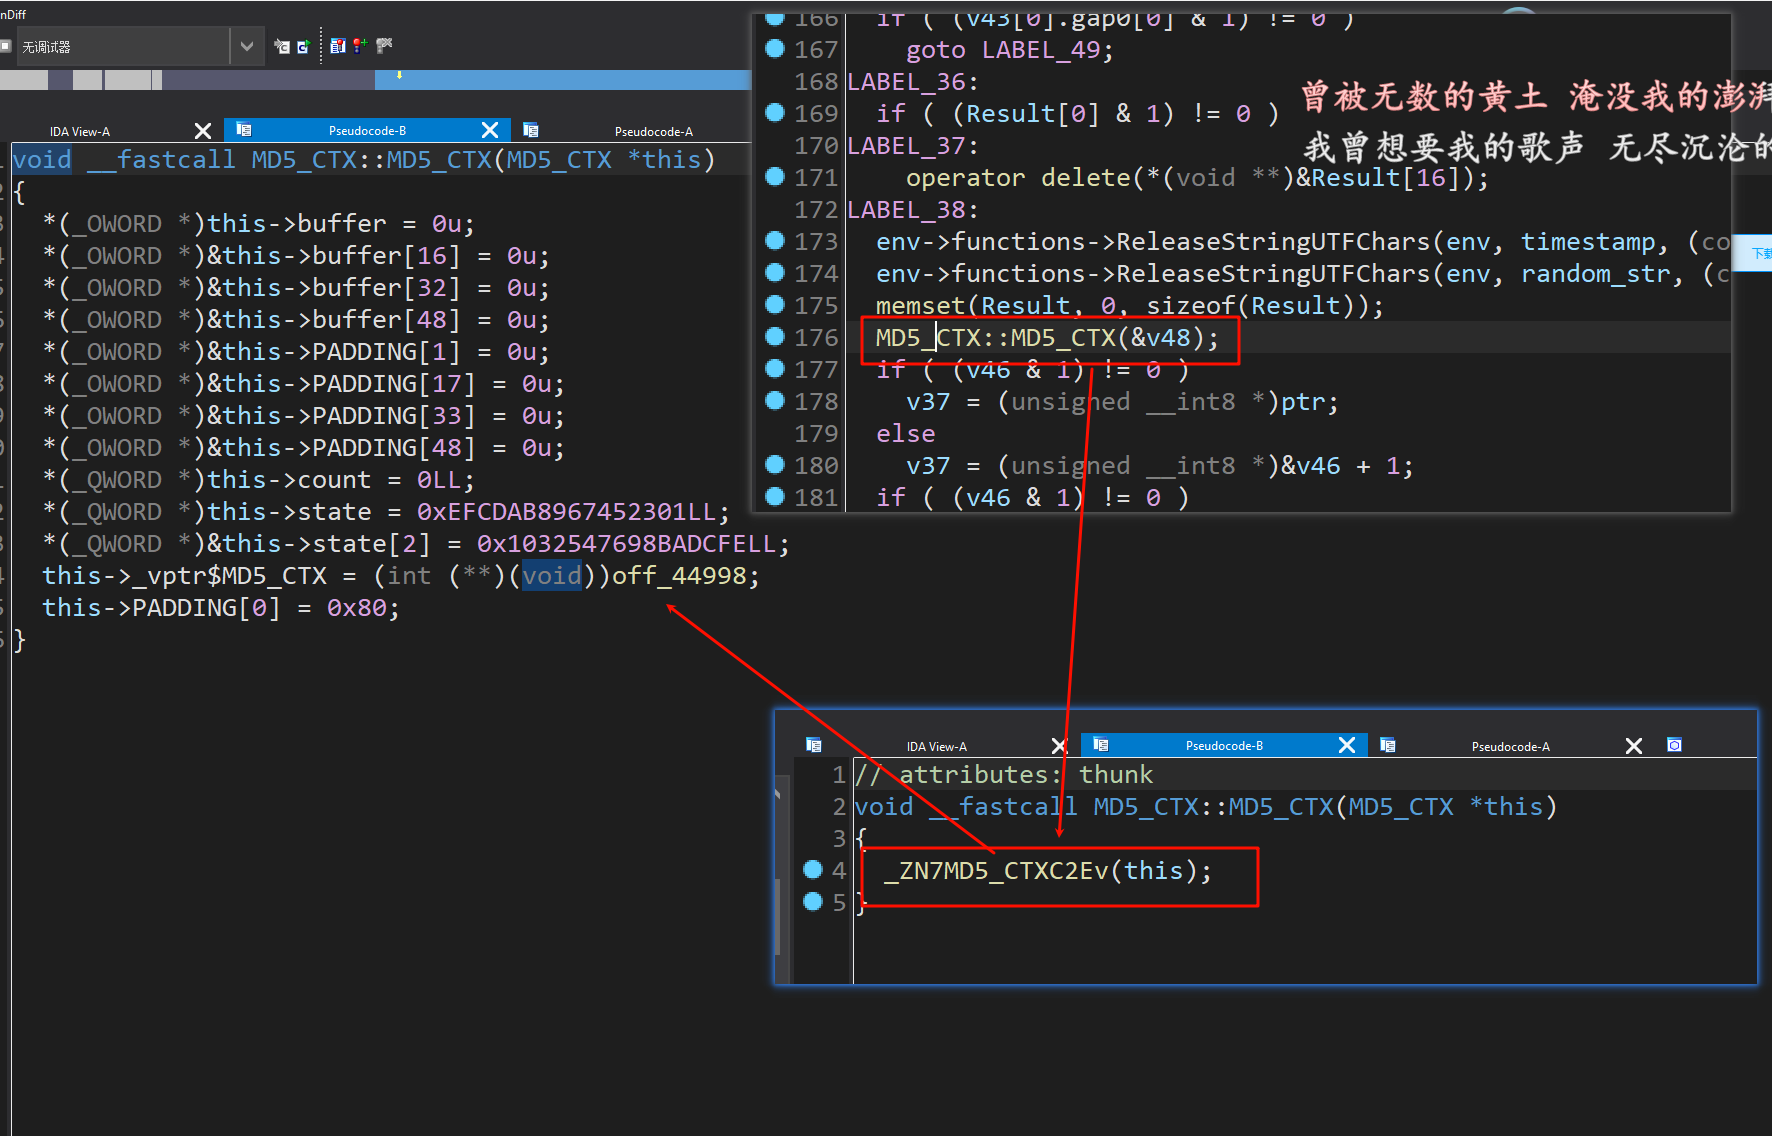 nDiff
无调试器
IDA View-A
Pseudocode-B
Pseudocode-A
void __fastcall MD5_CTX::MD5_CTX(MD5_CTX *this)
{
*(_OWORD *)this->buffer = 0u;
*(_OWORD *)&this->buffer[16] = 0u;
*(_OWORD *)&this->buffer[32] = 0u;
*(_OWORD *)&this->buffer[48] = 0u;
*(_OWORD *)&this->PADDING[1] = 0u;
*(_OWORD *)&this->PADDING[17] = 0u;
*(_OWORD *)&this->PADDING[33] = 0u;
*(_OWORD *)&this->PADDING[48] = 0u;
*(_QWORD *)this->count = 0LL;
*(_QWORD *)this->state = 0xEFCDAB8967452301LL;
*(_QWORD *)&this->state[2] = 0x1032547698BADCFELL;
this->_vptr$MD5_CTX = (int (**)(void))off_44998;
this->PADDING[0] = 0x80;
}
166 if ( (v43[0].gap0[0] & 1) != 0 )
167 goto LABEL_49;
168 LABEL_36:
169 if ( (Result[0] & 1) != 0 )
170 LABEL_37:
171 operator delete(*(void **)&Result[16]);
172 LABEL_38:
173 env->functions->ReleaseStringUTFChars(env, timestamp, (co
174 env->functions->ReleaseStringUTFChars(env, random_str, (c
175 memset(Result, 0, sizeof(Result));
176 MD5_CTX::MD5_CTX(&v48);
177 if ( (v46 & 1) != 0 )
178 v37 = (unsigned __int8 *)ptr;
179 else
180 v37 = (unsigned __int8 *)&v46 + 1;
181 if ( (v46 & 1) != 0 )
曾被无数的黄土 淹没我的澎湃
我曾想要我的歌声 无尽沉沦的
下载
IDA View-A
Pseudocode-B
Pseudocode-A
1 // attributes: thunk
2 void __fastcall MD5_CTX::MD5_CTX(MD5_CTX *this)
3 {
4 _ZN7MD5_CTXC2Ev(this);
5 }